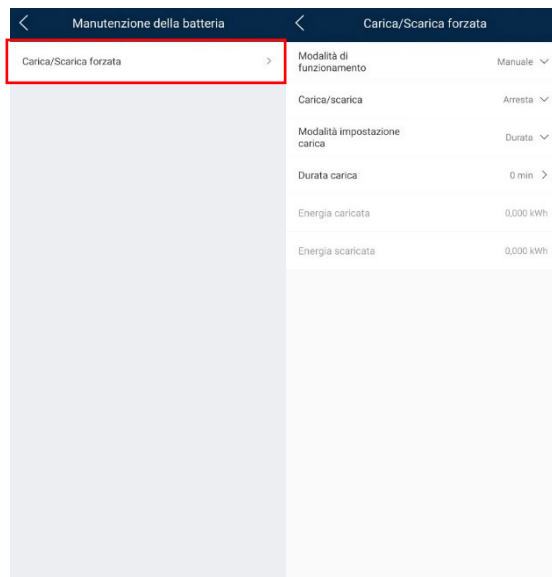 Manutenzione della batteria
Carica/Scarica forzata
Carica/Scarica forzata
Modalità di
funzionamento
Manuale
Carica/scarica
Arresta
Modalità impostazione
carica
Durata
Durata carica
0 min
Energia caricata
0,000 kWh
Energia scaricata
0,000 kWh